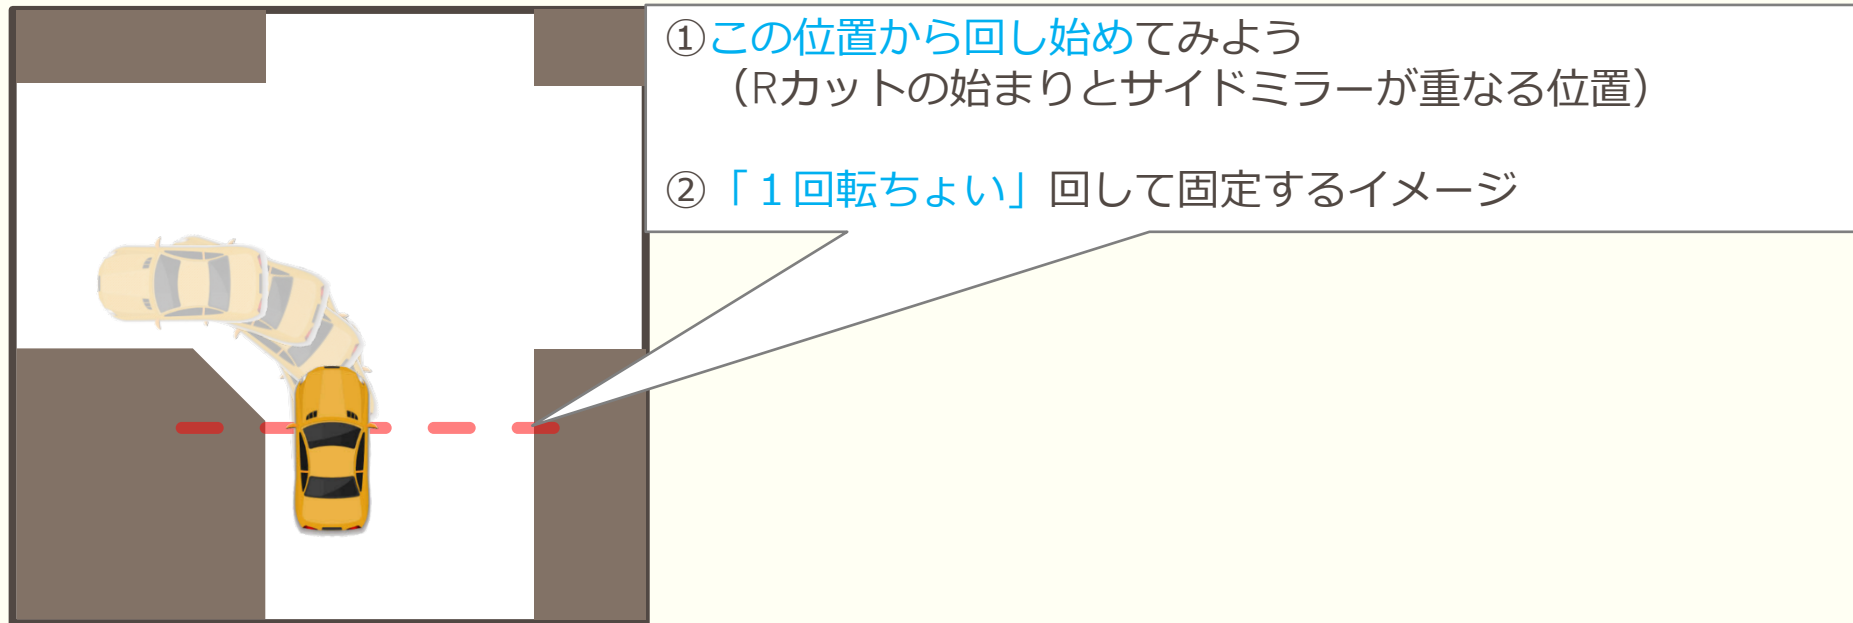 ①この位置から回し始めてみよう
（Rカットの始まりとサイドミラーが重なる位置）
②「１回転ちょい」回して固定するイメージ